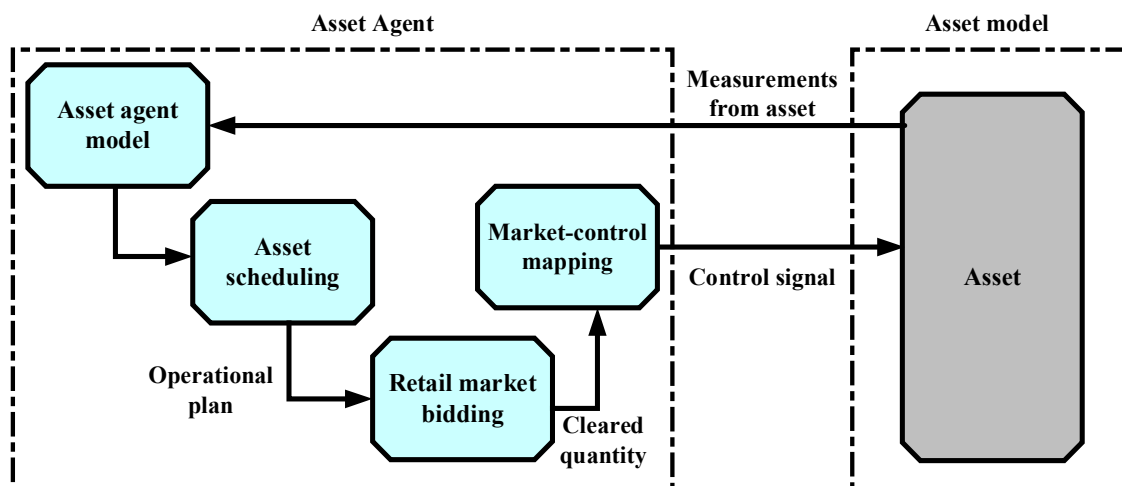 Asset Agent
Asset model
Measurements
from asset
Asset agent
model
Asset
scheduling
Market-control
mapping
Control signal
Asset
Operational
plan
Retail market
bidding
Cleared
quantity